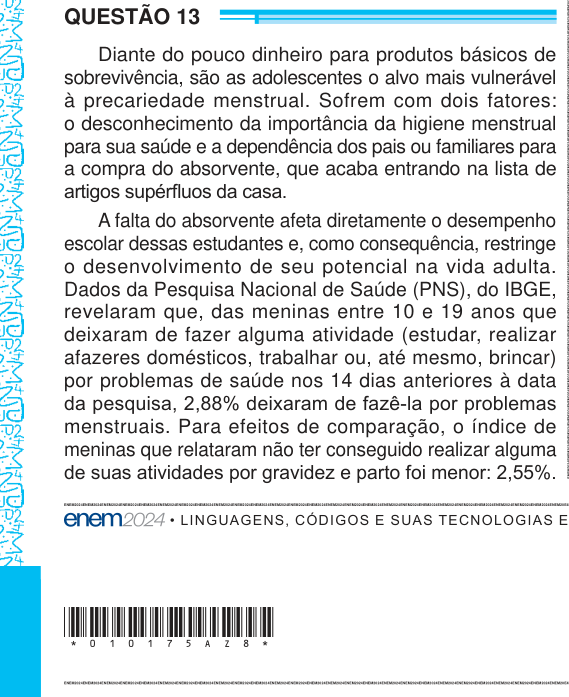 QUESTÃO 13
Diante do pouco dinheiro para produtos básicos de
sobrevivência, são as adolescentes o alvo mais vulnerável
à precariedade menstrual. Sofrem com dois fatores:
o desconhecimento da importância da higiene menstrual
para sua saúde e a dependência dos pais ou familiares para
a compra do absorvente, que acaba entrando na lista de
artigos supérfluos da casa.
A falta do absorvente afeta diretamente o desempenho
escolar dessas estudantes e, como consequência, restringe
o desenvolvimento de seu potencial na vida adulta.
Dados da Pesquisa Nacional de Saúde (PNS), do IBGE,
revelaram que, das meninas entre 10 e 19 anos que
deixaram de fazer alguma atividade (estudar, realizar
afazeres domésticos, trabalhar ou, até mesmo, brincar)
por problemas de saúde nos 14 dias anteriores à data
da pesquisa, 2,88% deixaram de fazê-la por problemas
menstruais. Para efeitos de comparação, o índice de
meninas que relataram não ter conseguido realizar alguma
de suas atividades por gravidez e parto foi menor: 2,55%.
enem2024 • LINGUAGENS, CÓDIGOS E SUAS TECNOLOGIAS E
*010175AZ8*